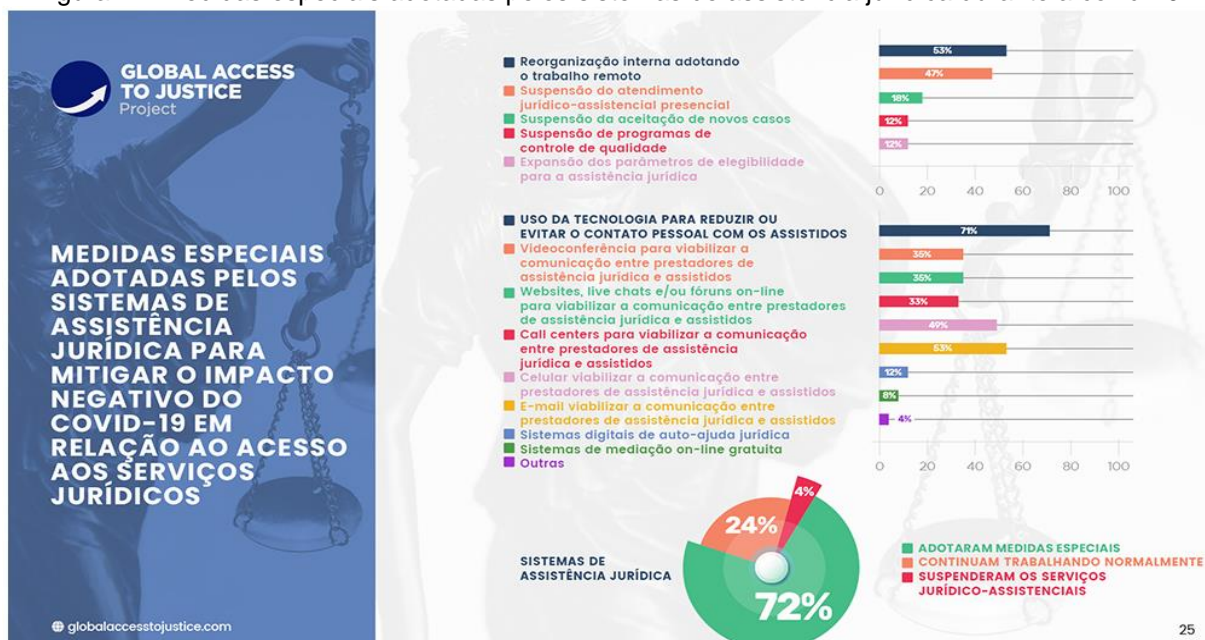 GLOBAL ACCESS
TO JUSTICE
Project
MEDIDAS ESPECIAIS
ADOTADAS PELOS
SISTEMAS DE
ASSISTÊNCIA
JURÍDICA PARA
MITIGAR O IMPACTO
NEGATIVO DO
COVID-19 EM
RELAÇÃO AO ACESSO
AOS SERVIÇOS
JURÍDICOS
globalaccesstojustice.com
Reorganização interna adotando
o trabalho remoto
Suspensão do atendimento
jurídico-assistencial presencial
Suspensão da aceitação de novos casos
Suspensão de programas de
controle de qualidade
Expansão dos parâmetros de elegibilidade
para a assistência jurídica
53%
47%
18%
12%
12%
0 20 40 60 80 100
USO DA TECNOLOGIA PARA REDUZIR OU
EVITAR O CONTATO PESSOAL COM OS ASSISTIDOS
Videoconferência para viabilizar a
comunicação entre prestadores de
assistência jurídica e assistidos
Websites, live chats e/ou fóruns on-line
para viabilizar a comunicação entre prestadores
de assistência jurídica e assistidos
Call centers para viabilizar a comunicação
entre prestadores de assistência
jurídica e assistidos
Celular viabilizar a comunicação entre
prestadores de assistência jurídica e assistidos
E-mail viabilizar a comunicação entre
prestadores de assistência jurídica e assistidos
Sistemas digitais de auto-ajuda jurídica
Sistemas de mediação on-line gratuita
Outras
71%
35%
35%
33%
49%
53%
12%
8%
4%
0 20 40 60 80 100
SISTEMAS DE
ASSISTÊNCIA JURÍDICA
4%
24%
72%
ADOTARAM MEDIDAS ESPECIAIS
CONTINUAM TRABALHANDO NORMALMENTE
SUSPENDERAM OS SERVIÇOS
JURÍDICO-ASSISTENCIAIS
25